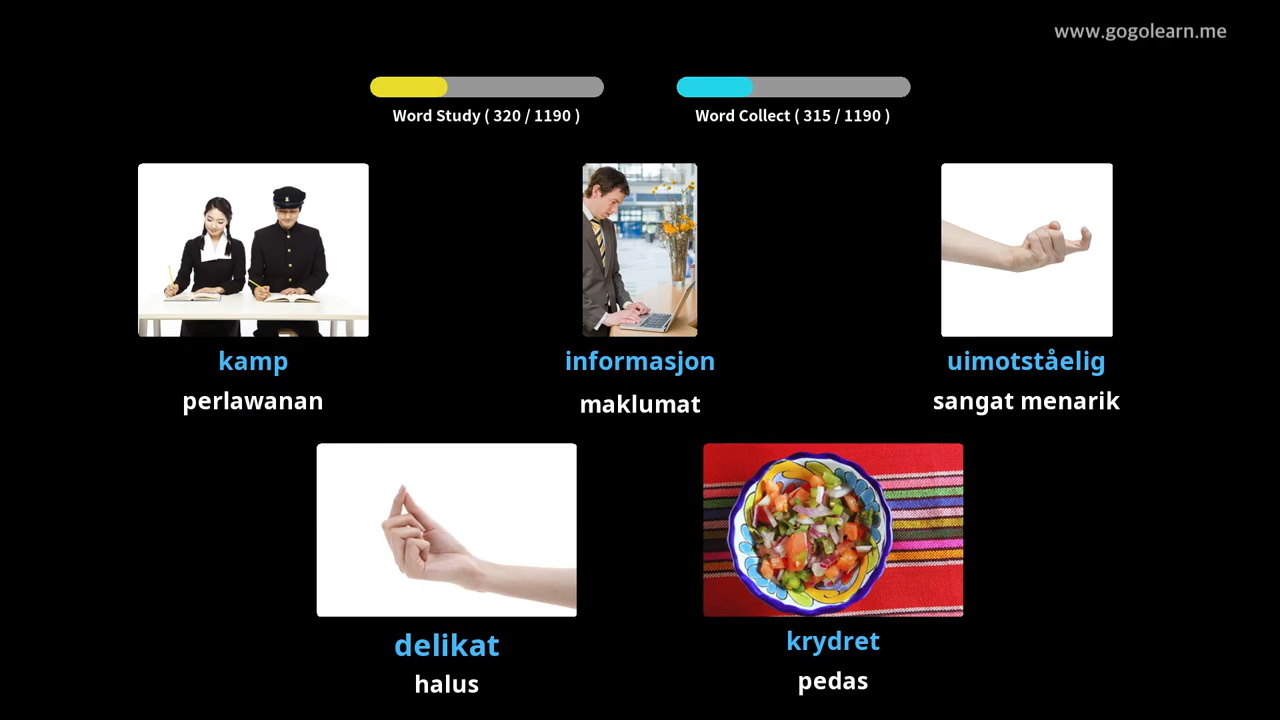 www.gogolearn.me
Word Study ( 320 / 1190 )
Word Collect ( 315 / 1190 )
kamp
perlawanan
informasjon
maklumat
uimotståelig
sangat menarik
delikat
halus
krydret
pedas